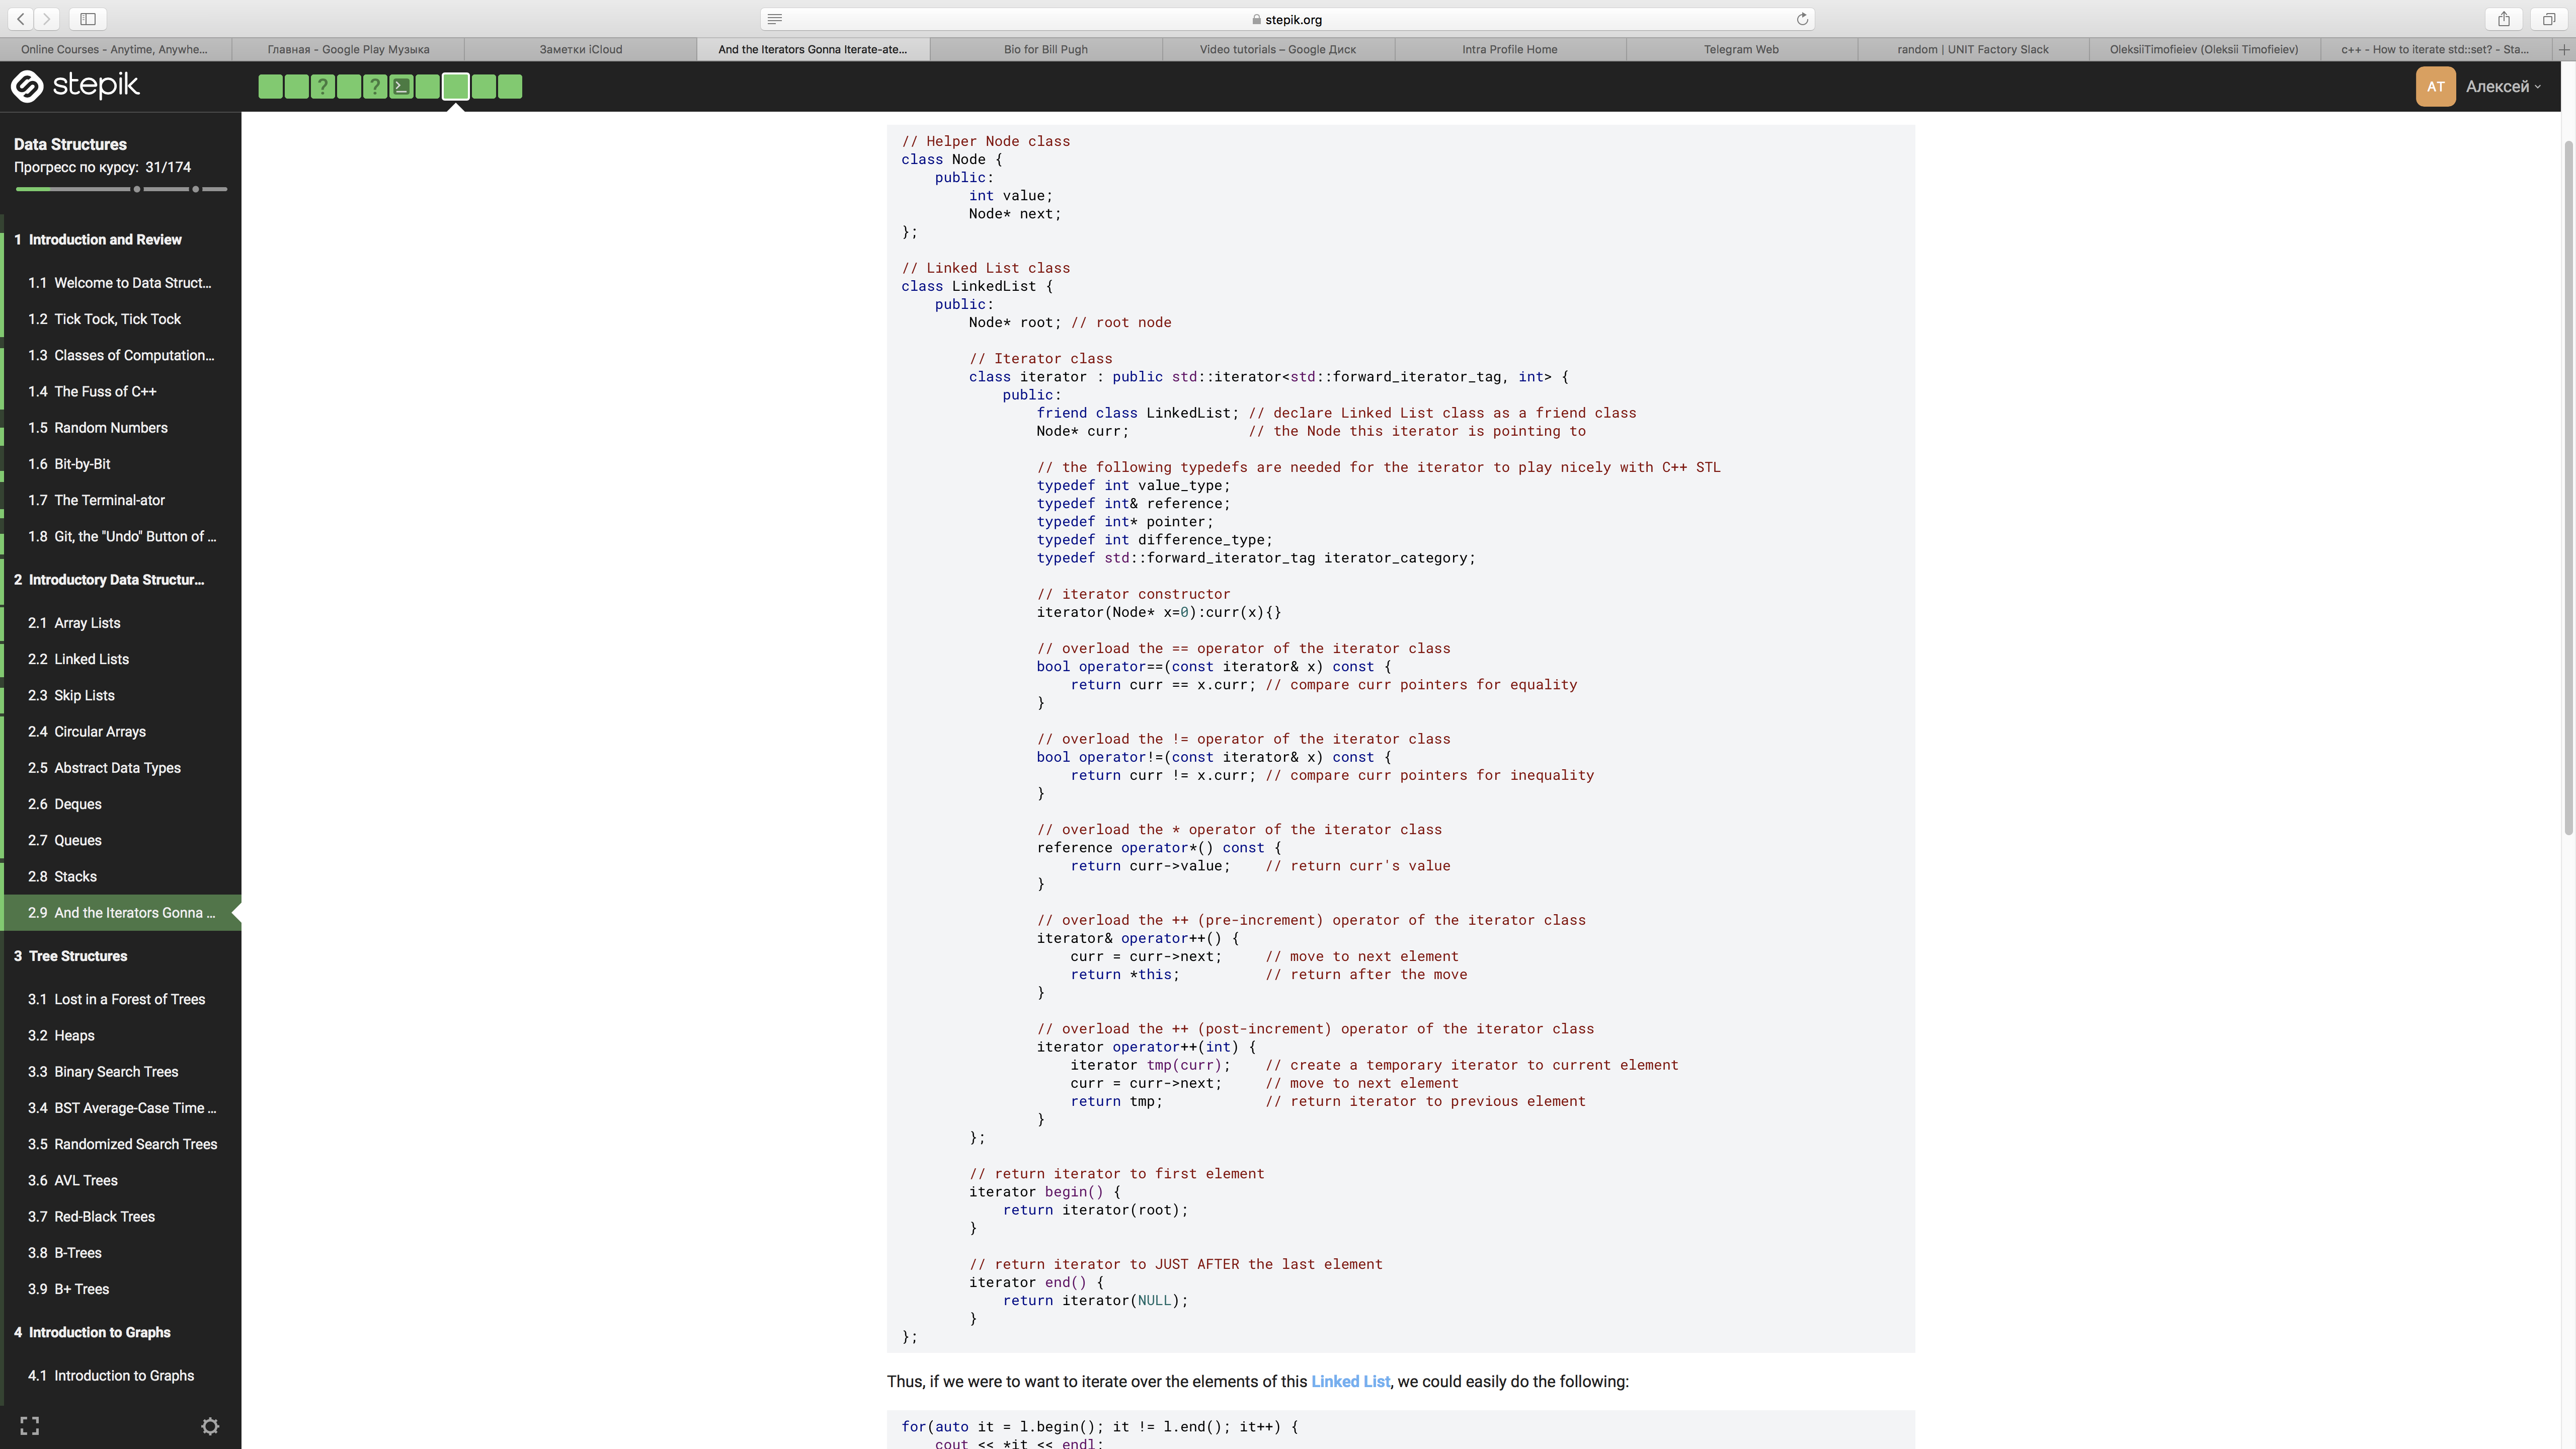 stepik.org
Online Courses - Anytime, Anywhe...
Главная - Google Play Музыка
Заметки iCloud
And the Iterators Gonna Iterate-ate...
Bio for Bill Pugh
Video tutorials – Google Диск
Intra Profile Home
Telegram Web
random | UNIT Factory Slack
OleksiiTimofieiev (Oleksii Timofieiev)
c++ - How to iterate std::set? - Sta...
stepik
? ?
AT Алексей
Data Structures
Прогресс по курсу: 31/174
1 Introduction and Review
1.1 Welcome to Data Struct...
1.2 Tick Tock, Tick Tock
1.3 Classes of Computation...
1.4 The Fuss of C++
1.5 Random Numbers
1.6 Bit-by-Bit
1.7 The Terminal-ator
1.8 Git, the "Undo" Button of ...
2 Introductory Data Structur...
2.1 Array Lists
2.2 Linked Lists
2.3 Skip Lists
2.4 Circular Arrays
2.5 Abstract Data Types
2.6 Deques
2.7 Queues
2.8 Stacks
2.9 And the Iterators Gonna ...
3 Tree Structures
3.1 Lost in a Forest of Trees
3.2 Heaps
3.3 Binary Search Trees
3.4 BST Average-Case Time ...
3.5 Randomized Search Trees
3.6 AVL Trees
3.7 Red-Black Trees
3.8 B-Trees
3.9 B+ Trees
4 Introduction to Graphs
4.1 Introduction to Graphs
// Helper Node class
class Node {
    public:
        int value;
        Node* next;
};
// Linked List class
class LinkedList {
    public:
        Node* root; // root node
        // Iterator class
        class iterator : public std::iterator<std::forward_iterator_tag, int> {
            public:
                friend class LinkedList; // declare Linked List class as a friend class
                Node* curr;              // the Node this iterator is pointing to
                // the following typedefs are needed for the iterator to play nicely with C++ STL
                typedef int value_type;
                typedef int& reference;
                typedef int* pointer;
                typedef int difference_type;
                typedef std::forward_iterator_tag iterator_category;
                // iterator constructor
                iterator(Node* x=0):curr(x){}
                // overload the == operator of the iterator class
                bool operator==(const iterator& x) const {
                    return curr == x.curr; // compare curr pointers for equality
                }
                // overload the != operator of the iterator class
                bool operator!=(const iterator& x) const {
                    return curr != x.curr; // compare curr pointers for inequality
                }
                // overload the * operator of the iterator class
                reference operator*() const {
                    return curr->value;    // return curr's value
                }
                // overload the ++ (pre-increment) operator of the iterator class
                iterator& operator++() {
                    curr = curr->next;     // move to next element
                    return *this;          // return after the move
                }
                // overload the ++ (post-increment) operator of the iterator class
                iterator operator++(int) {
                    iterator tmp(curr);    // create a temporary iterator to current element
                    curr = curr->next;     // move to next element
                    return tmp;            // return iterator to previous element
                }
        };
        // return iterator to first element
        iterator begin() {
            return iterator(root);
        }
        // return iterator to JUST AFTER the last element
        iterator end() {
            return iterator(NULL);
        }
};
Thus, if we were to want to iterate over the elements of this Linked List, we could easily do the following:
for(auto it = l.begin(); it != l.end(); it++) {
    cout << *it << endl;